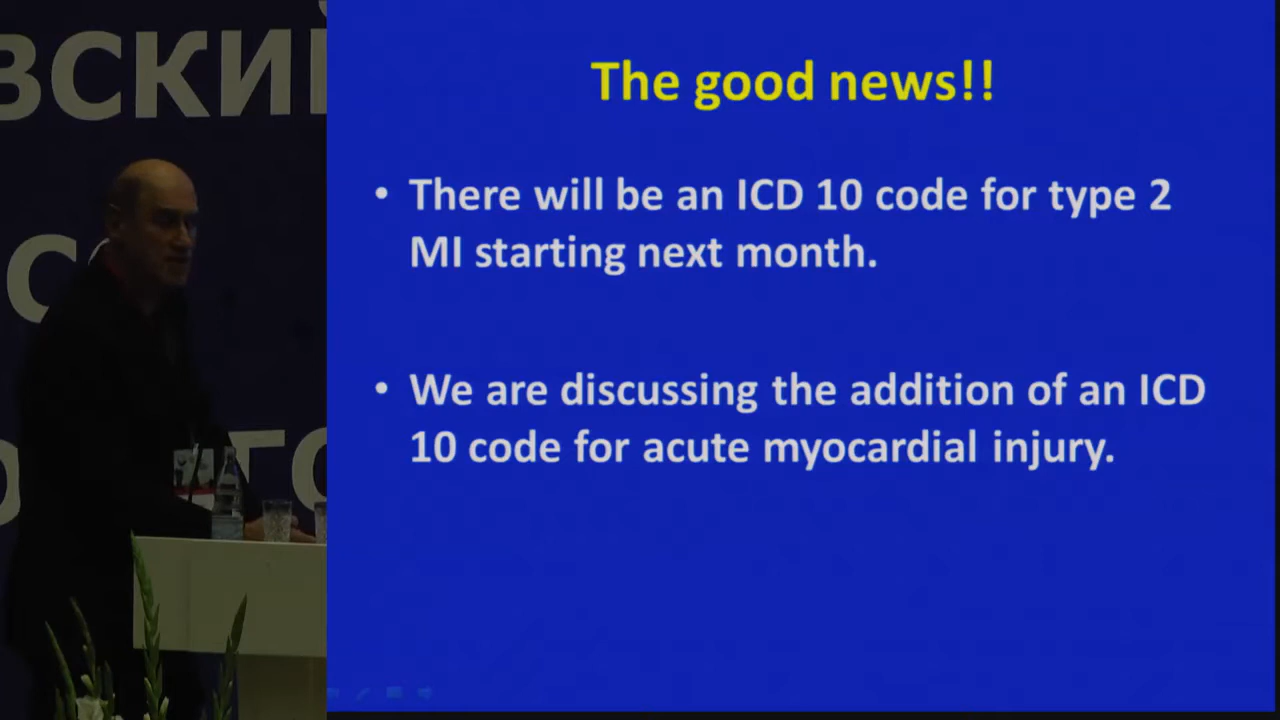 ВСКИЙ
The good news!!
• There will be an ICD 10 code for type 2
MI starting next month.
• We are discussing the addition of an ICD
10 code for acute myocardial injury.